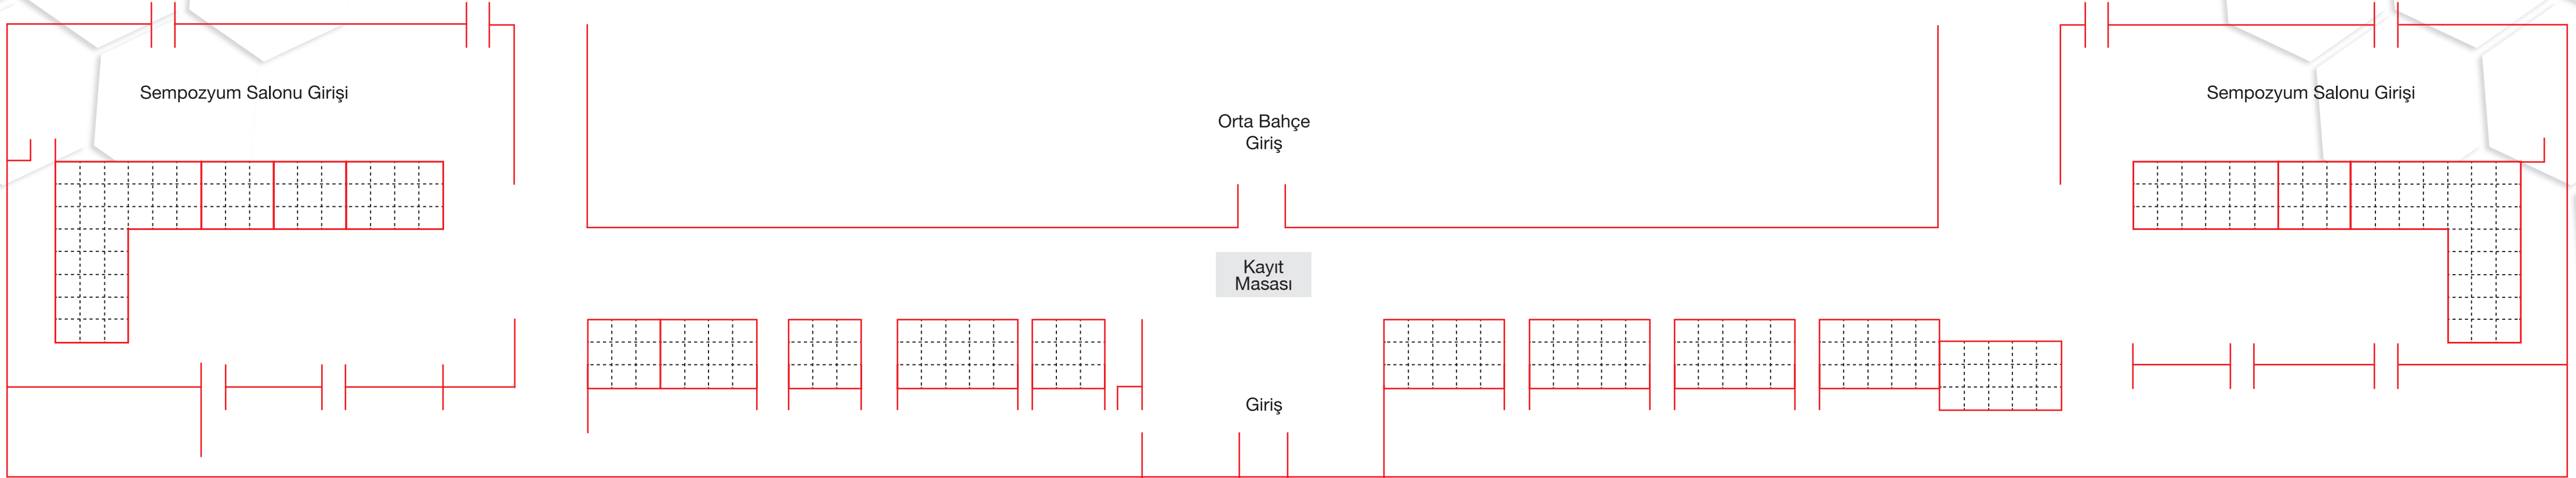 Sempozyum Salonu Girişi
Orta Bahçe
Giriş
Sempozyum Salonu Girişi
Kayıt
Masası
Giriş